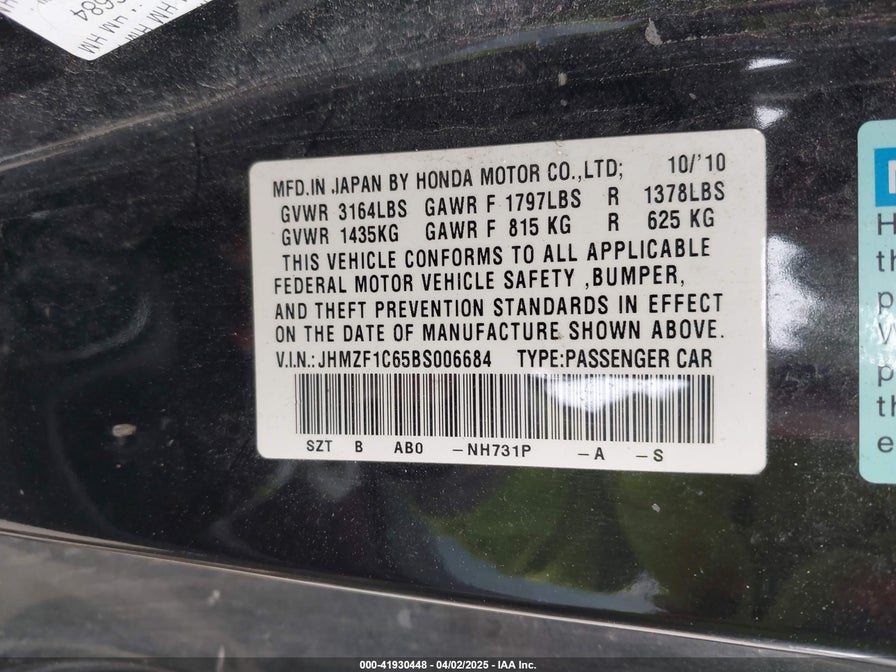 684
HM HM
MFD.IN JAPAN BY HONDA MOTOR CO.,LTD; 10/'10
GVWR 3164LBS GAWR F 1797LBS R 1378LBS
GVWR 1435KG GAWR F 815 KG R 625 KG
THIS VEHICLE CONFORMS TO ALL APPLICABLE
FEDERAL MOTOR VEHICLE SAFETY ,BUMPER,
AND THEFT PREVENTION STANDARDS IN EFFECT
ON THE DATE OF MANUFACTURE SHOWN ABOVE.
V.I.N.:JHMZF1C65BS006684 TYPE:PASSENGER CAR
SZT B AB0 -NH731P -A -S
000-41930448 - 04/02/2025 - IAA Inc.